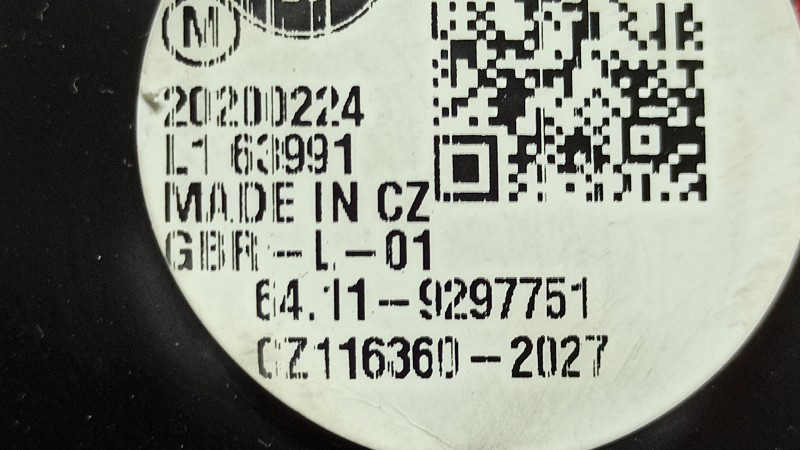 M
20200224
L1 63991
MADE IN CZ
GBR-L-01
64.11-9297751
CZ116360-2027